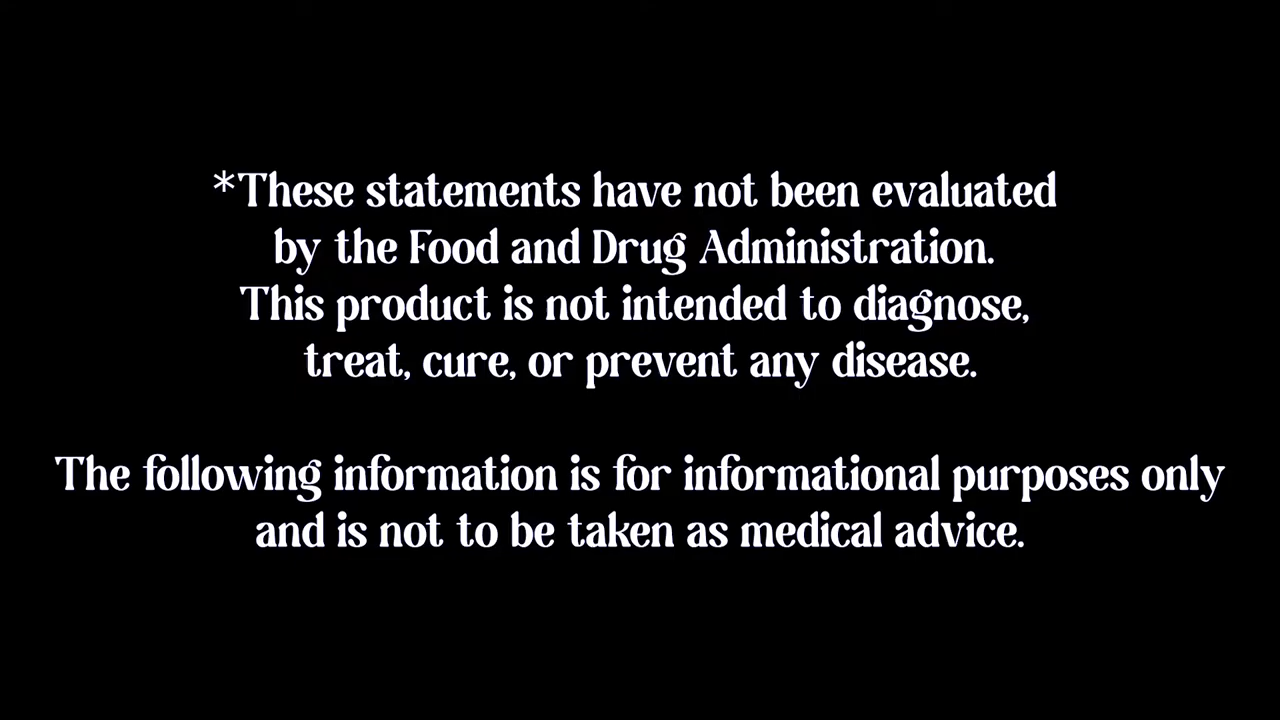 *These statements have not been evaluated
by the Food and Drug Administration.
This product is not intended to diagnose,
treat, cure, or prevent any disease.
The following information is for informational purposes only
and is not to be taken as medical advice.